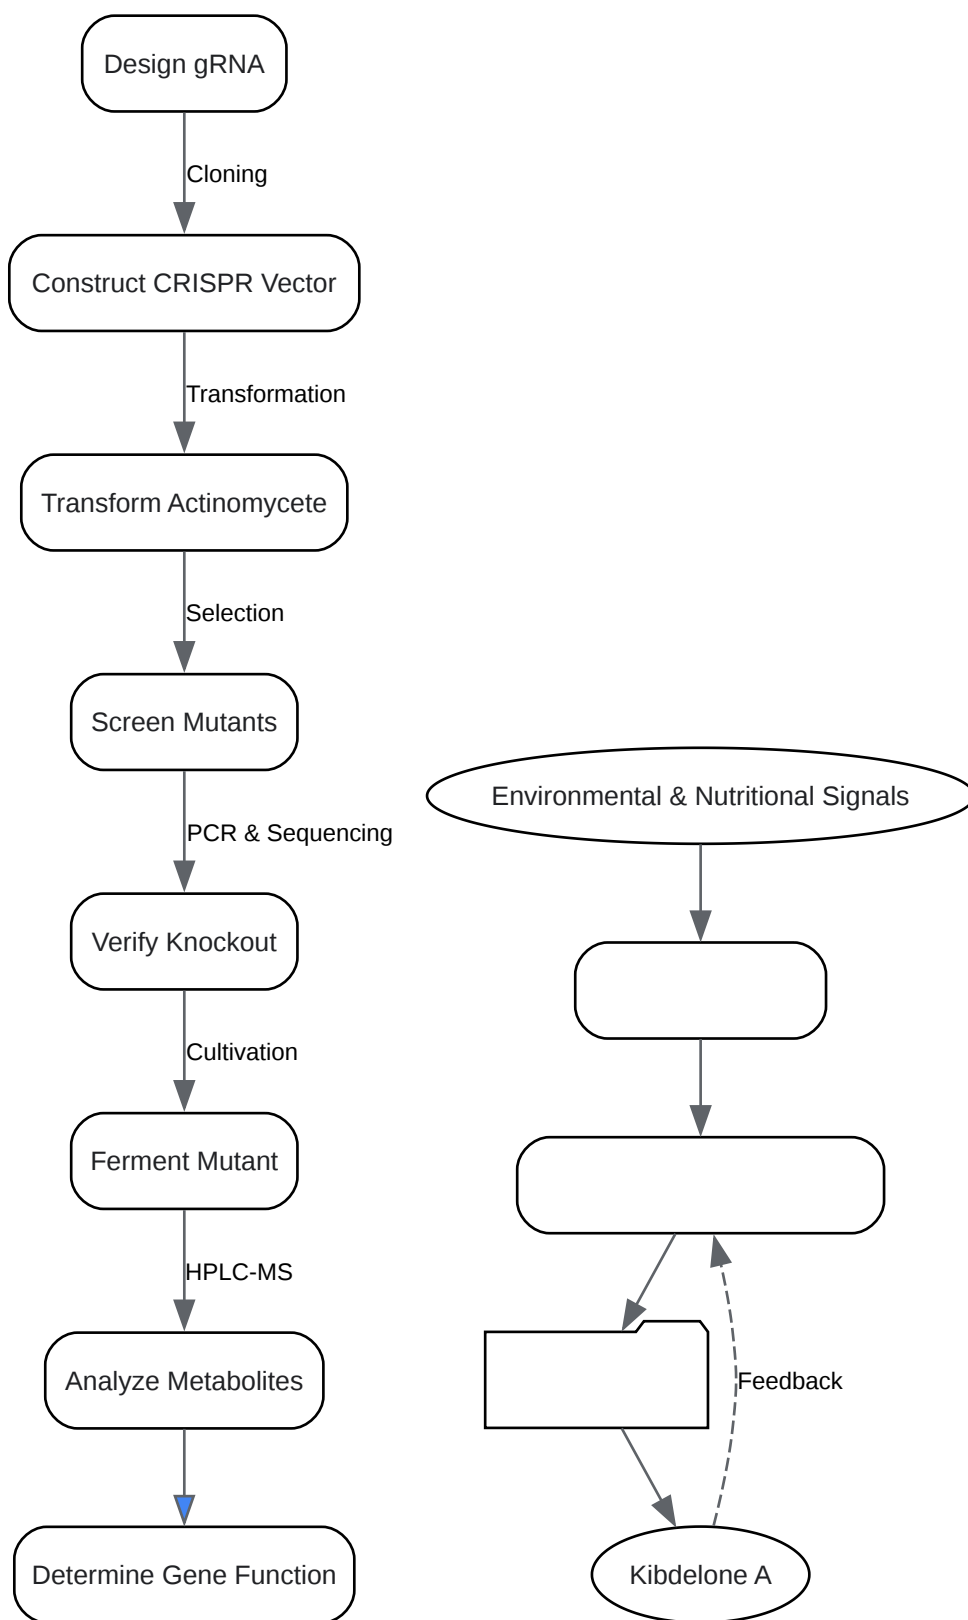 Design gRNA
Cloning
Construct CRISPR Vector
Transformation
Transform Actinomycete
Selection
Screen Mutants
PCR & Sequencing
Verify Knockout
Cultivation
Ferment Mutant
HPLC-MS
Analyze Metabolites
Determine Gene Function
Environmental & Nutritional Signals
Feedback
Kibdelone A